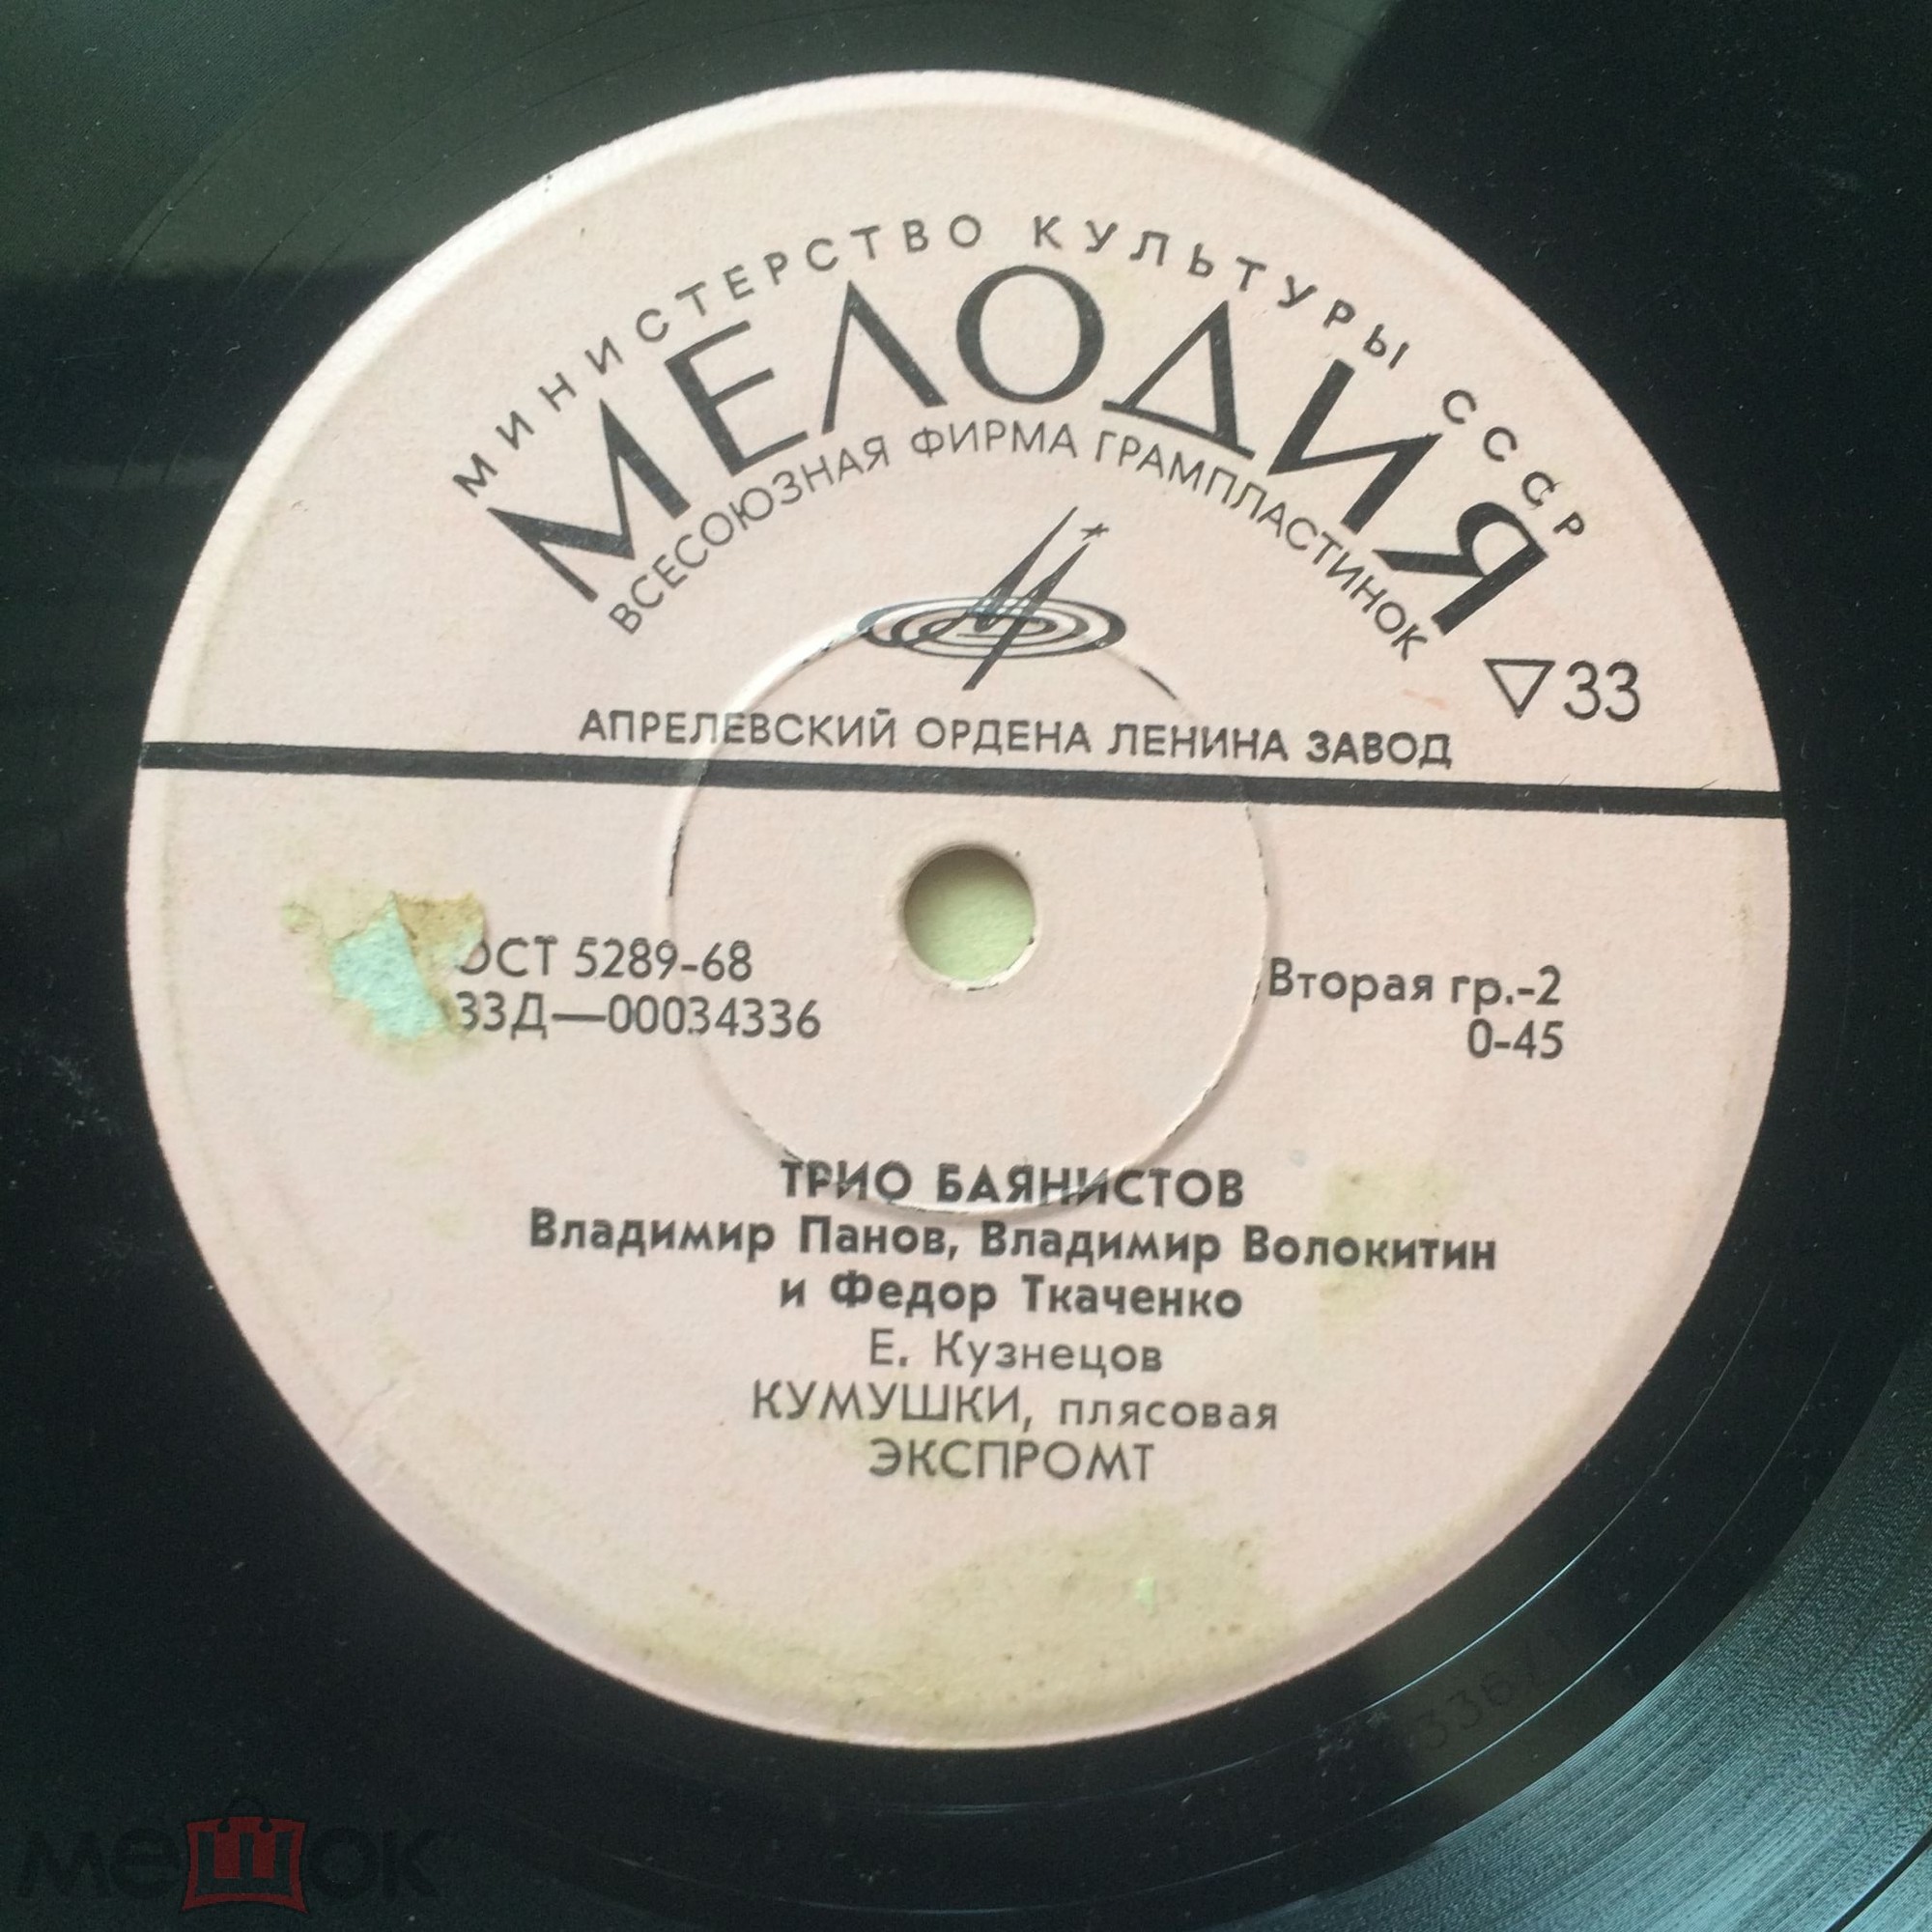 МИНИСТЕРСТВО КУЛЬТУРЫ СССР
МЕЛОДИЯ
ВСЕСОЮЗНАЯ ФИРМА ГРАМПЛАСТИНОК
▽33
АПРЕЛЕВСКИЙ ОРДЕНА ЛЕНИНА ЗАВОД
ОСТ 5289-68
33Д—00034336
Вторая гр.-2
0-45
ТРИО БАЯНИСТОВ
Владимир Панов, Владимир Волокитин
и Федор Ткаченко
Е. Кузнецов
КУМУШКИ, плясовая
ЭКСПРОМТ
мешок